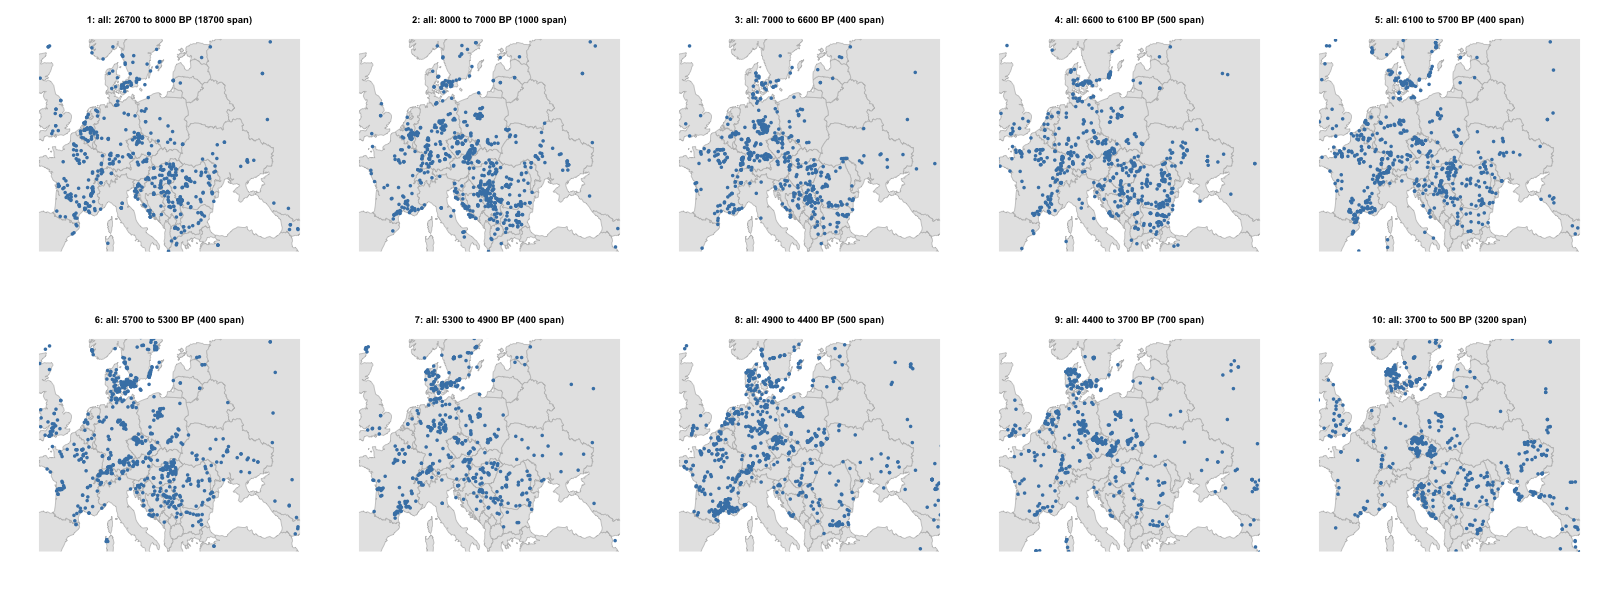 1: all: 26700 to 8000 BP (18700 span)
2: all: 8000 to 7000 BP (1000 span)
3: all: 7000 to 6600 BP (400 span)
4: all: 6600 to 6100 BP (500 span)
5: all: 6100 to 5700 BP (400 span)
6: all: 5700 to 5300 BP (400 span)
7: all: 5300 to 4900 BP (400 span)
8: all: 4900 to 4400 BP (500 span)
9: all: 4400 to 3700 BP (700 span)
10: all: 3700 to 500 BP (3200 span)